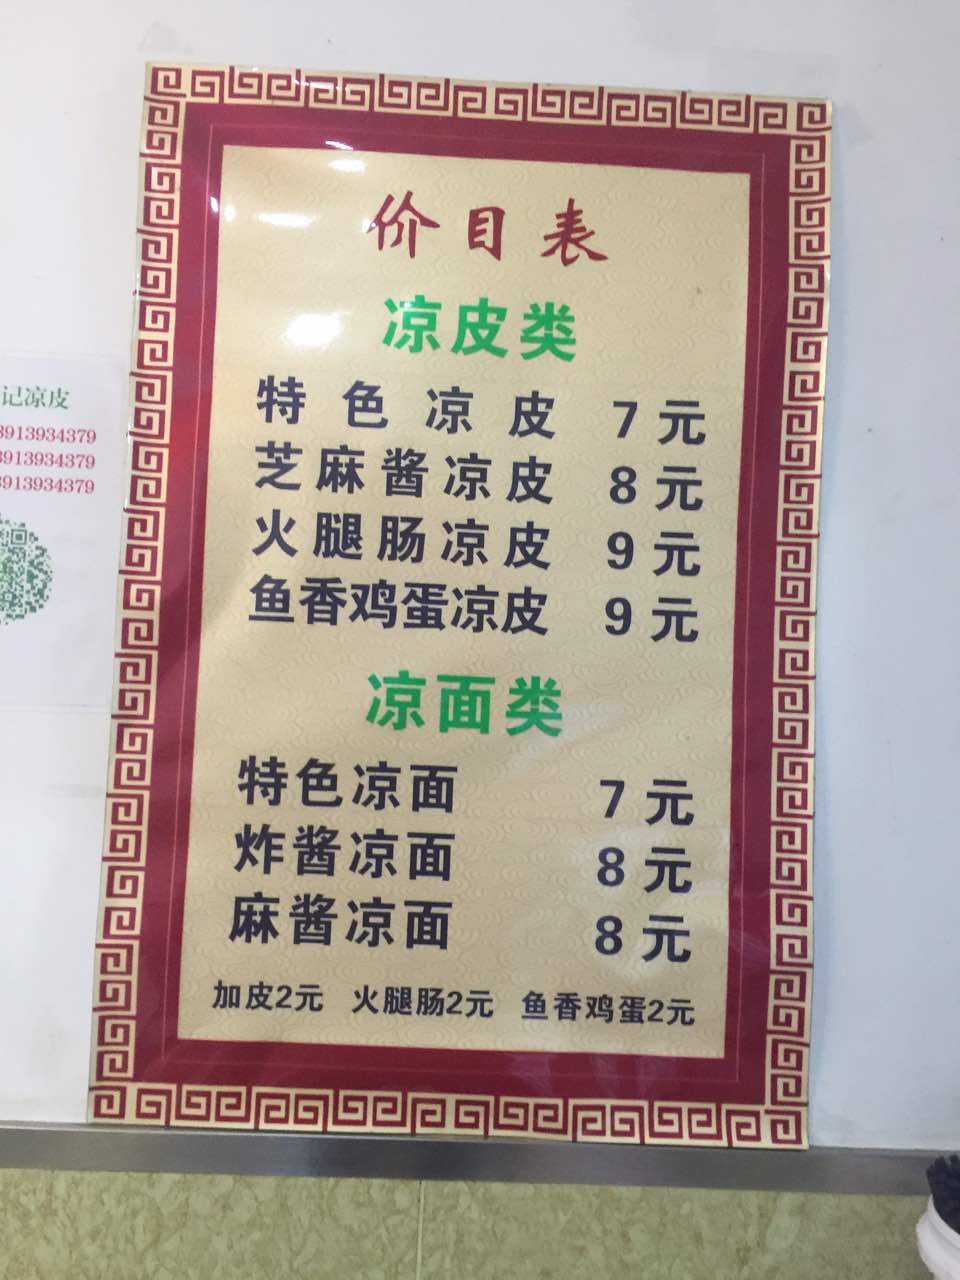 价目表
凉皮类
特色凉皮 7元
芝麻酱凉皮 8元
火腿肠凉皮 9元
鱼香鸡蛋凉皮 9元
凉面类
特色凉面 7元
炸酱凉面 8元
麻酱凉面 8元
加皮2元 火腿肠2元 鱼香鸡蛋2元
记凉皮
3913934379
3913934379
3913934379